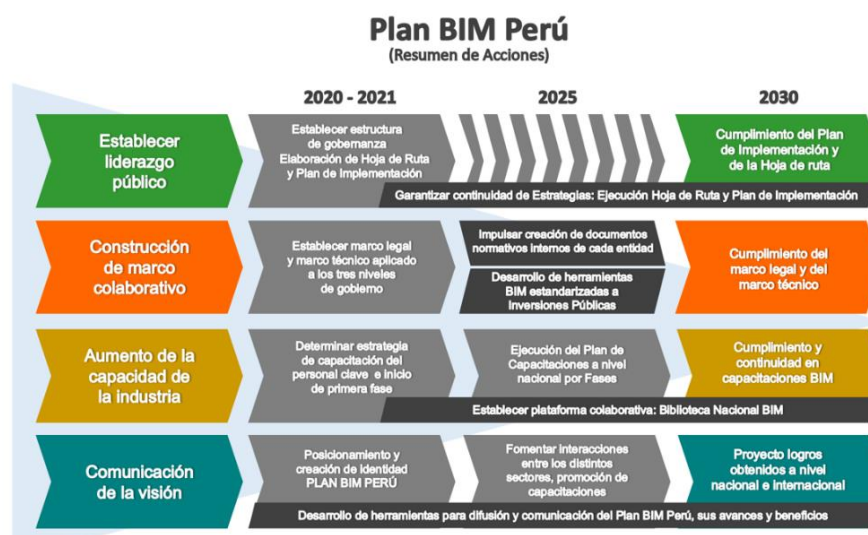 Plan BIM Perú
(Resumen de Acciones)
2020 - 2021
2025
2030
Establecer
liderazgo
público
Establecer estructura
de gobernanza
Elaboración de Hoja de Ruta
y Plan de Implementación
Cumplimiento del Plan
de Implementación y
de la Hoja de ruta
Garantizar continuidad de Estrategias: Ejecución Hoja de Ruta y Plan de Implementación
Construcción
de marco
colaborativo
Establecer marco legal
y marco técnico aplicado
a los tres niveles
de gobierno
Impulsar creación de documentos
normativos internos de cada entidad
Desarrollo de herramientas
BIM estandarizadas a
Inversiones Públicas
Cumplimiento del
marco legal y del
marco técnico
Aumento de la
capacidad de
la industria
Determinar estrategia
de capacitación del
personal clave e inicio
de primera fase
Ejecución del Plan de
Capacitaciones a nivel
nacional por Fases
Cumplimiento y
continuidad en
capacitaciones BIM
Establecer plataforma colaborativa: Biblioteca Nacional BIM
Comunicación
de la visión
Posicionamiento y
creación de identidad
PLAN BIM PERÚ
Fomentar interacciones
entre los distintos
sectores, promoción de
capacitaciones
Proyecto logros
obtenidos a nivel
nacional e internacional
Desarrollo de herramientas para difusión y comunicación del Plan BIM Perú, sus avances y beneficios